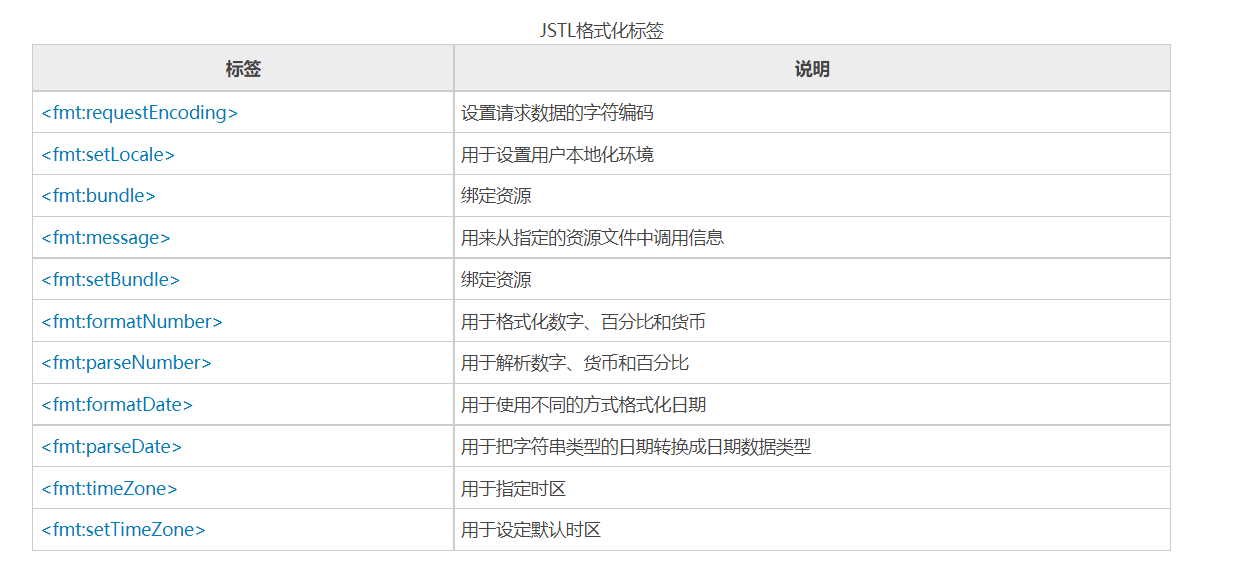 JSTL格式化标签
标签 说明
<fmt:requestEncoding> 设置请求数据的字符编码
<fmt:setLocale> 用于设置用户本地化环境
<fmt:bundle> 绑定资源
<fmt:message> 用来从指定的资源文件中调用信息
<fmt:setBundle> 绑定资源
<fmt:formatNumber> 用于格式化数字、百分比和货币
<fmt:parseNumber> 用于解析数字、货币和百分比
<fmt:formatDate> 用于使用不同的方式格式化日期
<fmt:parseDate> 用于把字符串类型的日期转换成日期数据类型
<fmt:timeZone> 用于指定时区
<fmt:setTimeZone> 用于设定默认时区